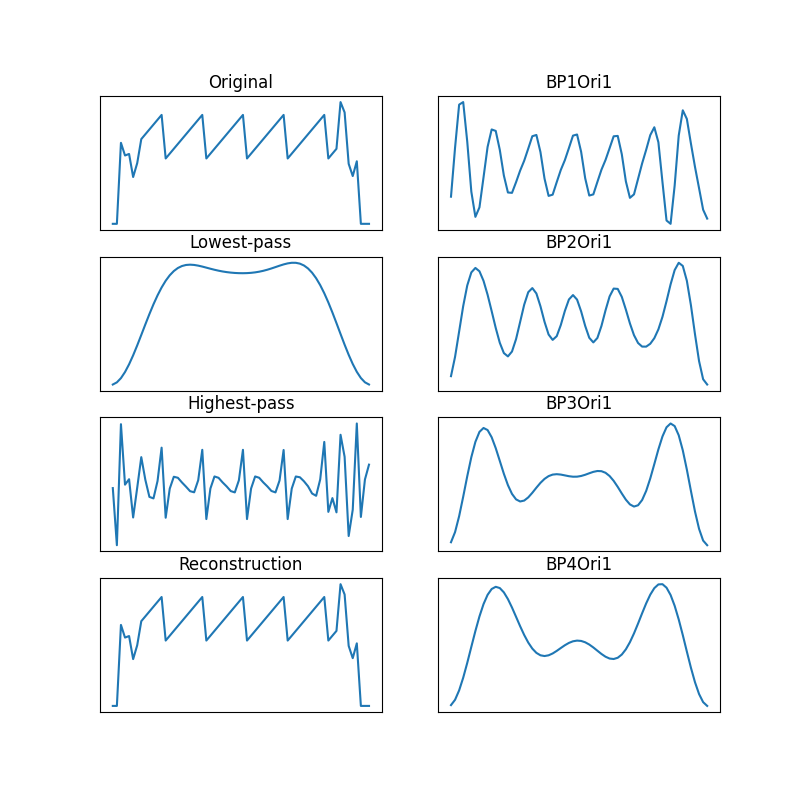 Original
BP1Ori1
Lowest-pass
BP2Ori1
Highest-pass
BP3Ori1
Reconstruction
BP4Ori1